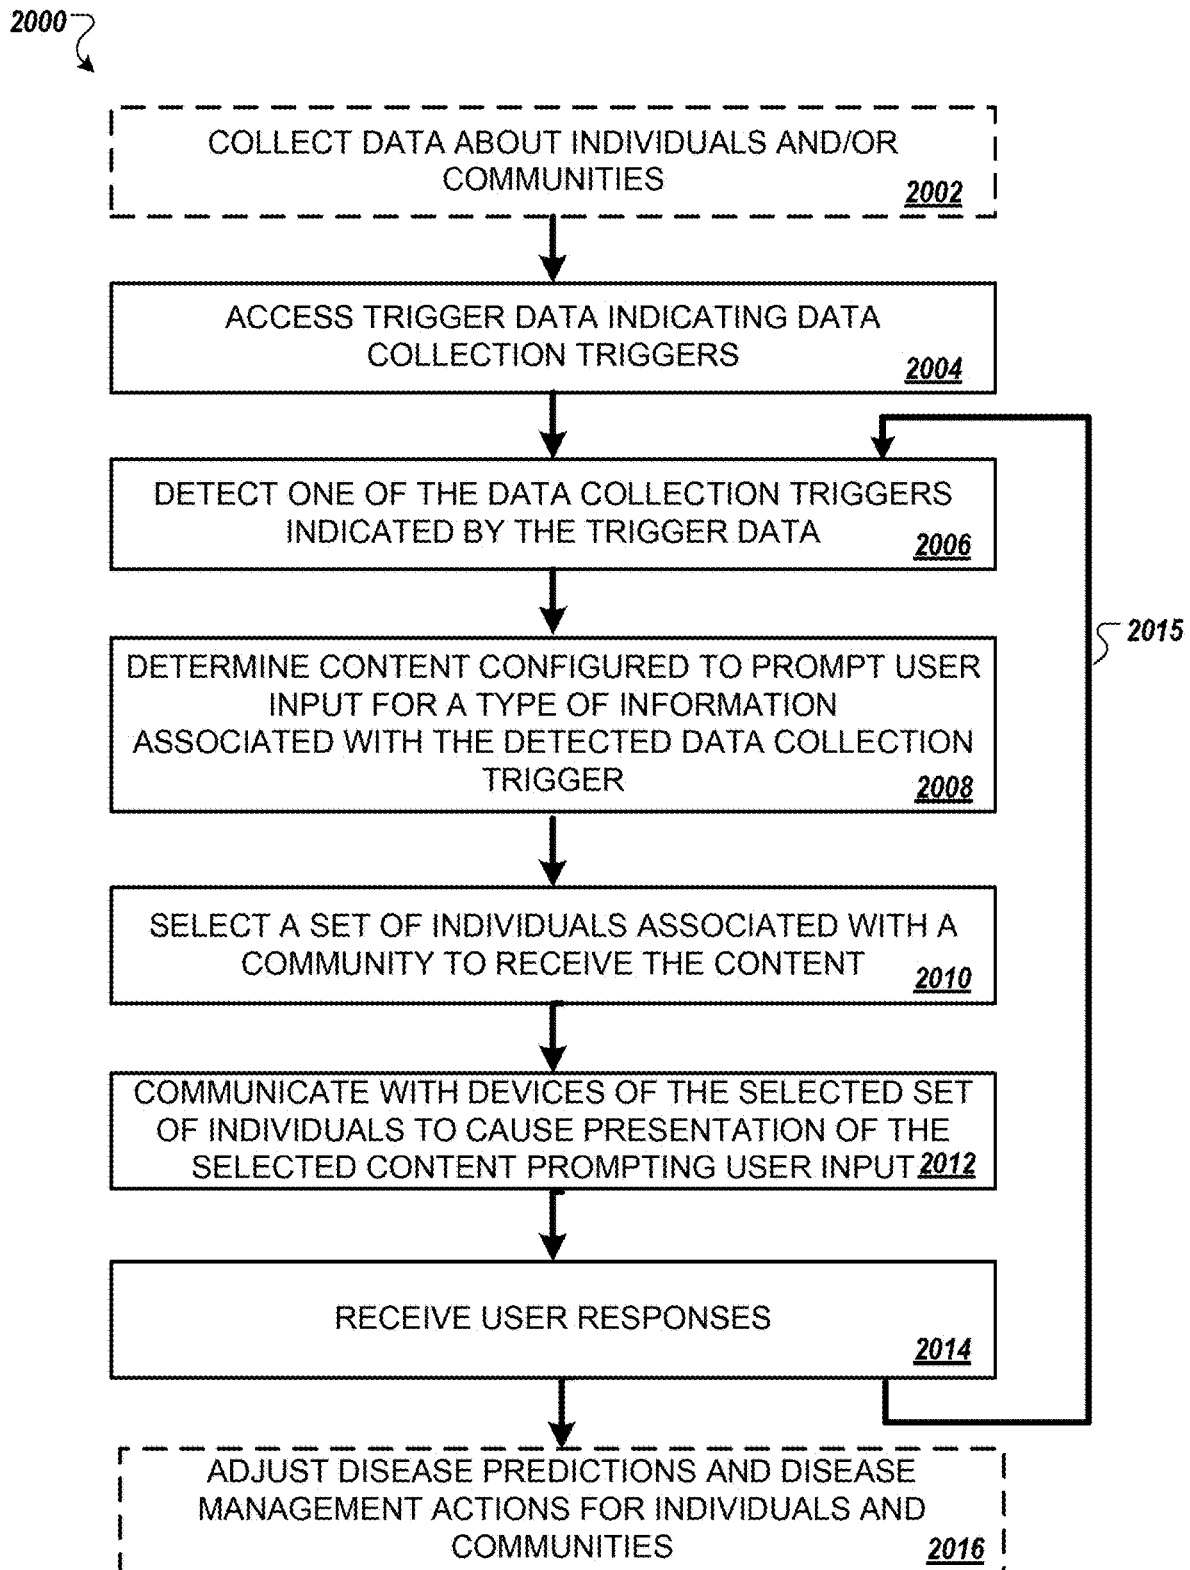 2000
COLLECT DATA ABOUT INDIVIDUALS AND/OR
COMMUNITIES
2002
ACCESS TRIGGER DATA INDICATING DATA
COLLECTION TRIGGERS
2004
DETECT ONE OF THE DATA COLLECTION TRIGGERS
INDICATED BY THE TRIGGER DATA
2006
DETERMINE CONTENT CONFIGURED TO PROMPT USER
INPUT FOR A TYPE OF INFORMATION
ASSOCIATED WITH THE DETECTED DATA COLLECTION
TRIGGER
2008
2015
SELECT A SET OF INDIVIDUALS ASSOCIATED WITH A
COMMUNITY TO RECEIVE THE CONTENT
2010
COMMUNICATE WITH DEVICES OF THE SELECTED SET
OF INDIVIDUALS TO CAUSE PRESENTATION OF THE
SELECTED CONTENT PROMPTING USER INPUT 2012
RECEIVE USER RESPONSES
2014
ADJUST DISEASE PREDICTIONS AND DISEASE
MANAGEMENT ACTIONS FOR INDIVIDUALS AND
COMMUNITIES
2016